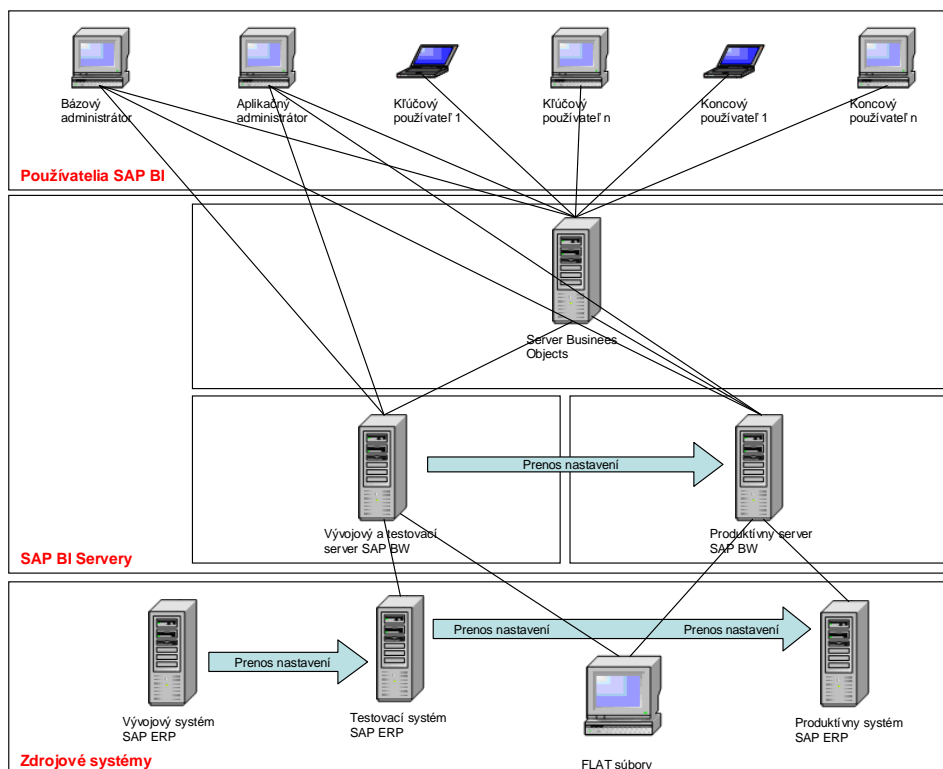 Bázový
administrátor
Aplikačný
administrátor
Kľúčový
používateľ 1
Kľúčový
používateľ n
Koncový
používateľ 1
Koncový
používateľ n
Používatelia SAP BI
Server Businees
Objects
Prenos nastavení
Vývojový a testovací
server SAP BW
Produktívny server
SAP BW
SAP BI Servery
Prenos nastavení
Prenos nastavení
Prenos nastavení
Vývojový systém
SAP ERP
Testovací systém
SAP ERP
Produktívny systém
SAP ERP
Zdrojové systémy
FLAT súbory